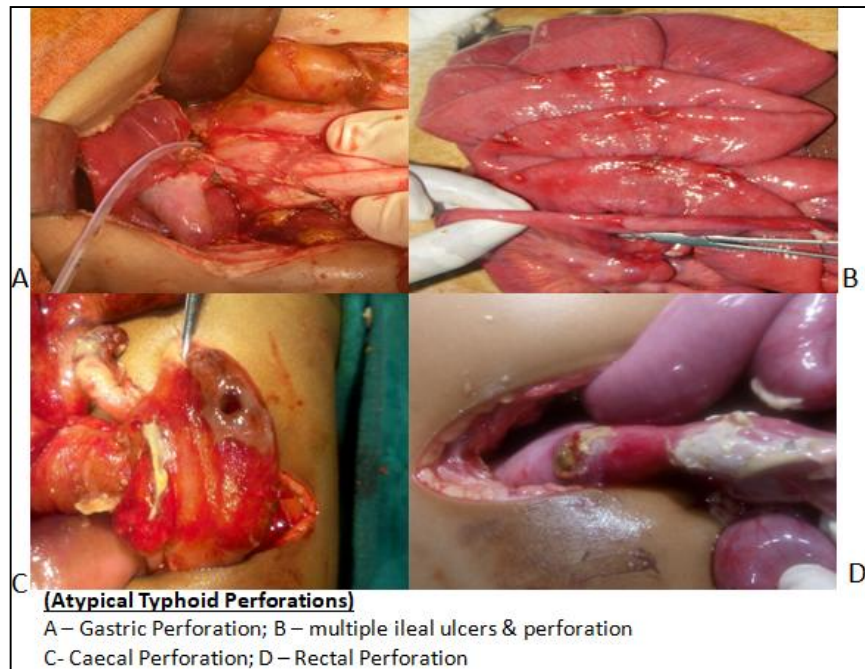 A
B
C
D
(Atypical Typhoid Perforations)
A – Gastric Perforation; B – multiple ileal ulcers & perforation
C- Caecal Perforation; D – Rectal Perforation